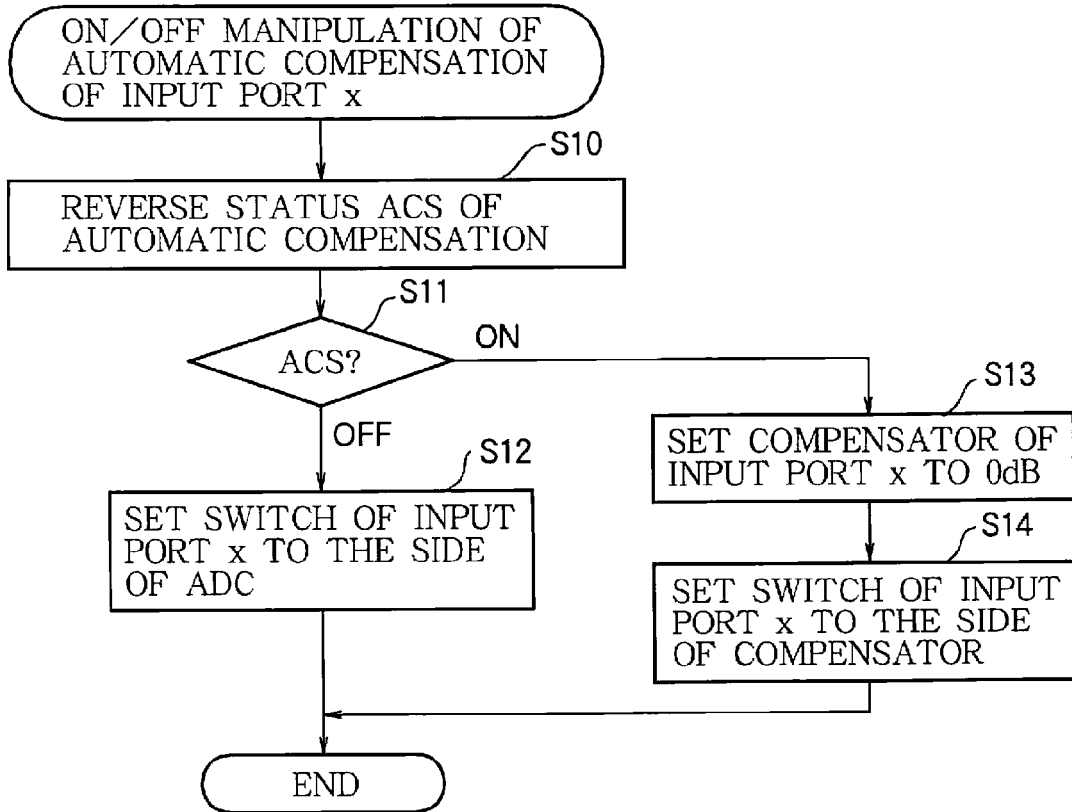 ON/OFF MANIPULATION OF
AUTOMATIC COMPENSATION
OF INPUT PORT x
S10
REVERSE STATUS ACS OF
AUTOMATIC COMPENSATION
S11
ACS?
ON
OFF
S12
SET SWITCH OF INPUT
PORT x TO THE SIDE
OF ADC
S13
SET COMPENSATOR OF
INPUT PORT x TO 0dB
S14
SET SWITCH OF INPUT
PORT x TO THE SIDE
OF COMPENSATOR
END